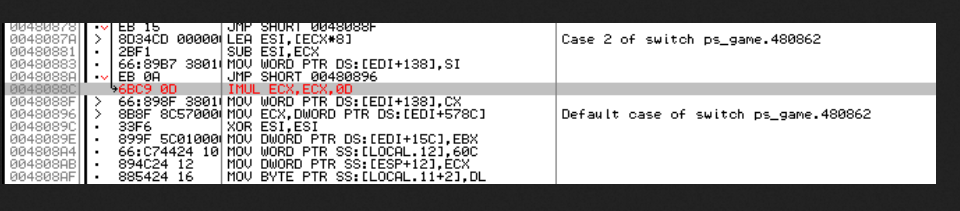 00480878 EB 15 JMP SHORT 0048088F
0048087A > 8D34CD 000000 LEA ESI,[ECX*8] Case 2 of switch ps_game.480862
00480881 2BF1 SUB ESI,ECX
00480883 66:89B7 3801 MOV WORD PTR DS:[EDI+138],SI
0048088A EB 0A JMP SHORT 00480896
0048088C 6BC9 0D IMUL ECX,ECX,0D
0048088F > 66:898F 3801 MOV WORD PTR DS:[EDI+138],CX
00480896 > 8B8F 8C57000 MOV ECX,DWORD PTR DS:[EDI+578C] Default case of switch ps_game.480862
0048089C 33F6 XOR ESI,ESI
0048089E 899F 5C01000 MOV DWORD PTR DS:[EDI+15C],EBX
004808A4 66:C74424 10 MOV WORD PTR SS:[LOCAL.12],60C
004808AB 894C24 12 MOV DWORD PTR SS:[ESP+12],ECX
004808AF 885424 16 MOV BYTE PTR SS:[LOCAL.11+2],DL